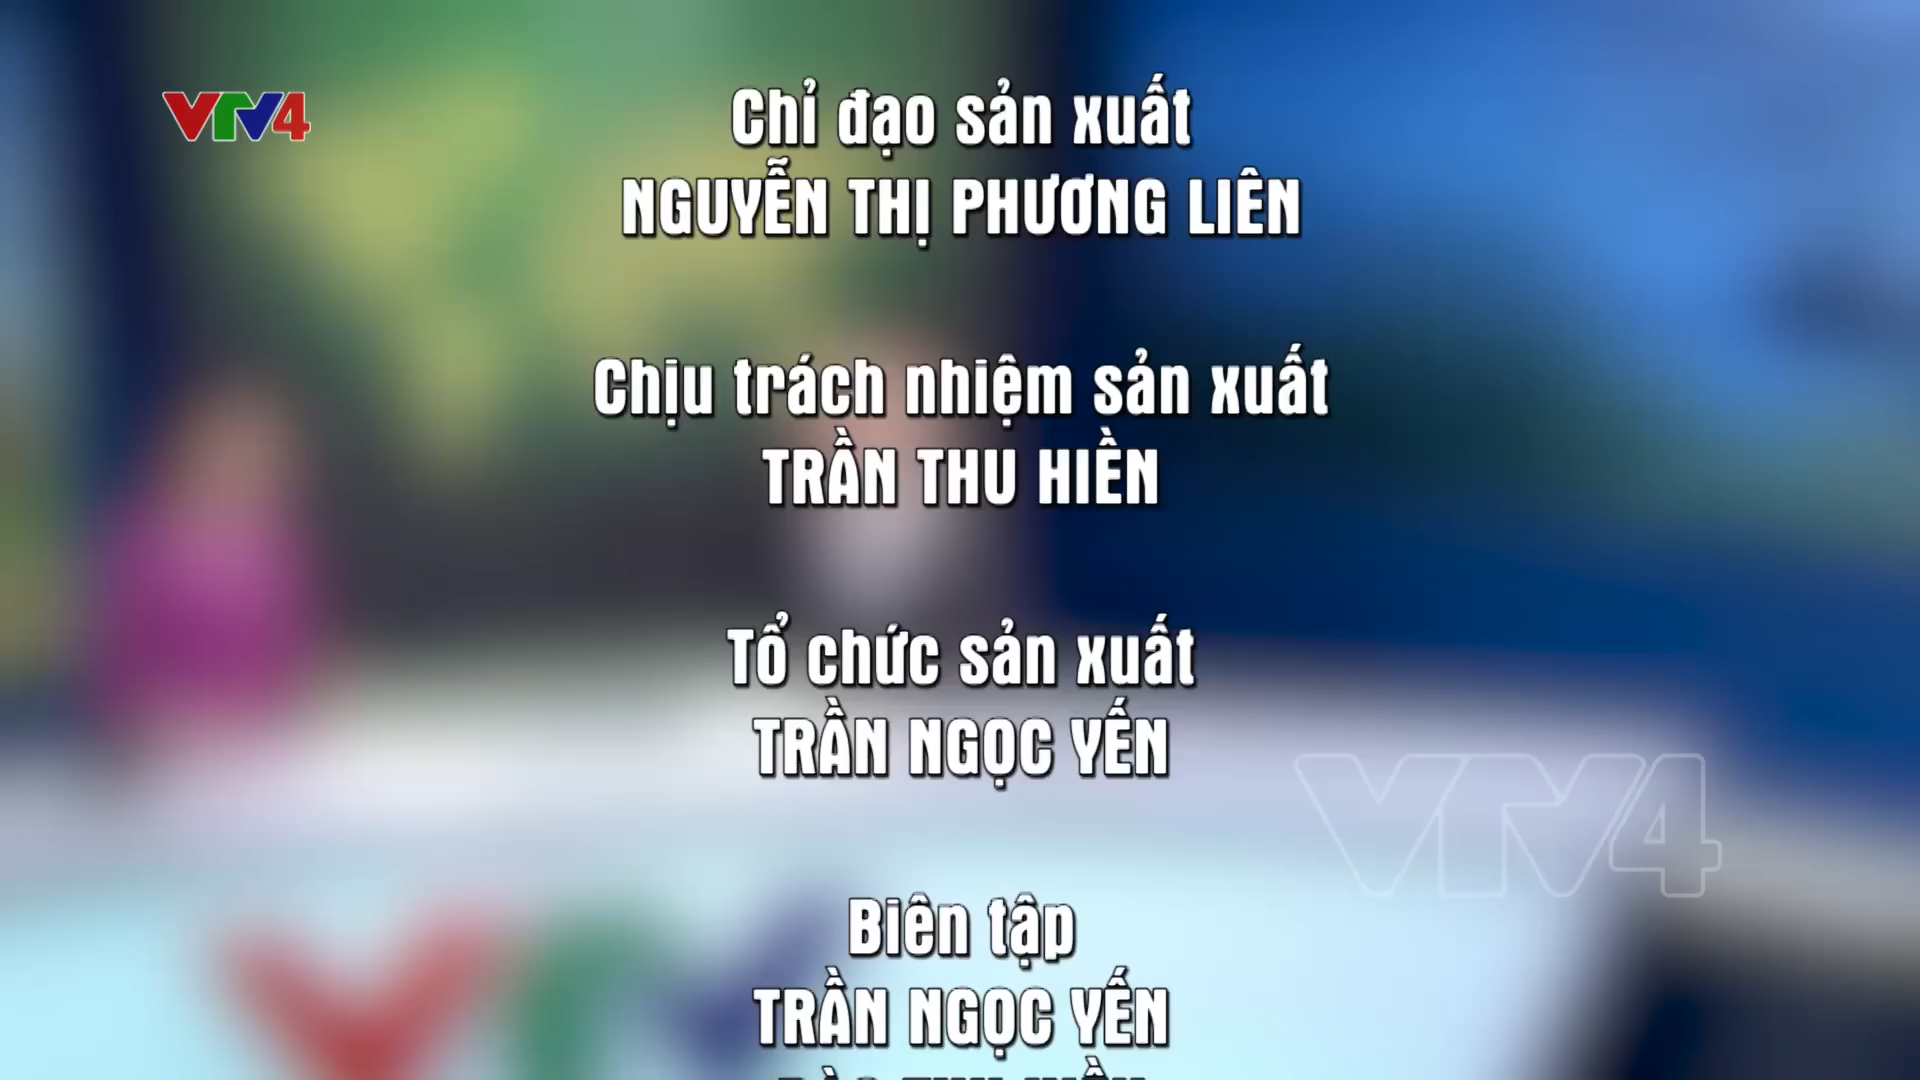 VTV4
Chỉ đạo sản xuất
NGUYỄN THỊ PHƯƠNG LIÊN
Chịu trách nhiệm sản xuất
TRẦN THU HIỀN
Tổ chức sản xuất
TRẦN NGỌC YẾN
VTV4
Biên tập
TRẦN NGỌC YẾN